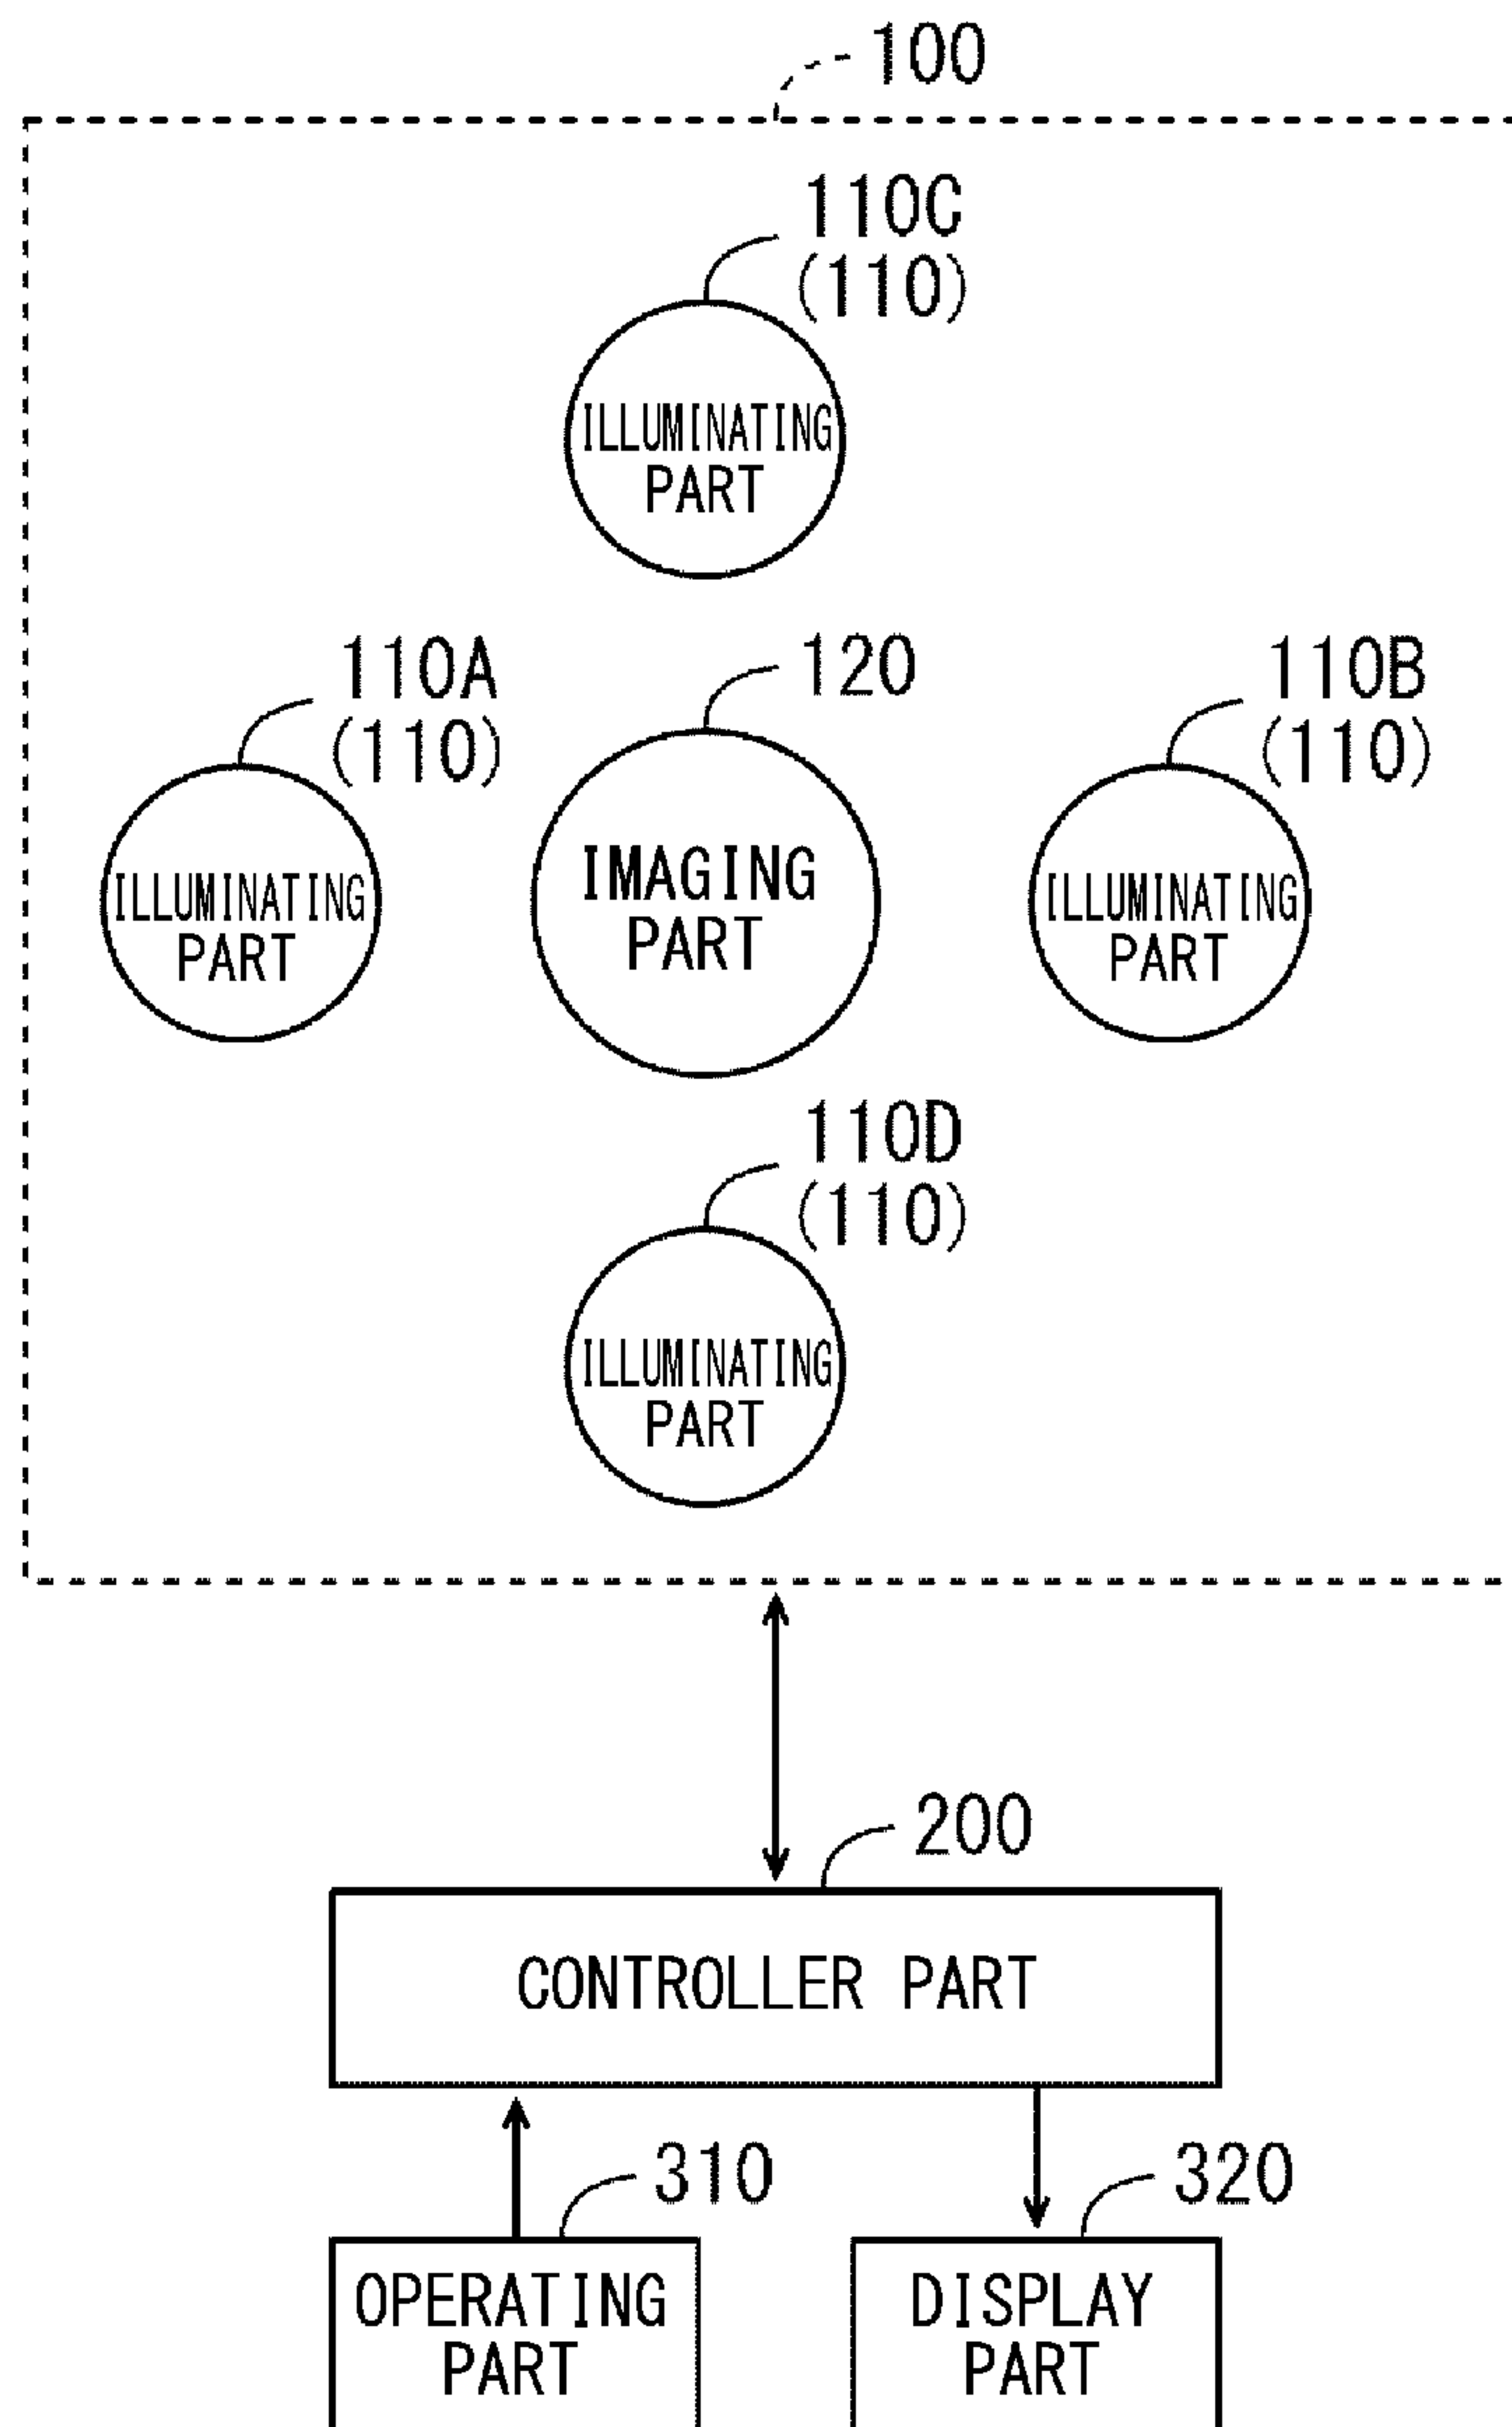 100
110C
(110)
ILLUMINATING
PART
110A
(110)
120
110B
(110)
ILLUMINATING
PART
IMAGING
PART
ILLUMINATING
PART
110D
(110)
ILLUMINATING
PART
200
CONTROLLER PART
310
320
OPERATING
PART
DISPLAY
PART